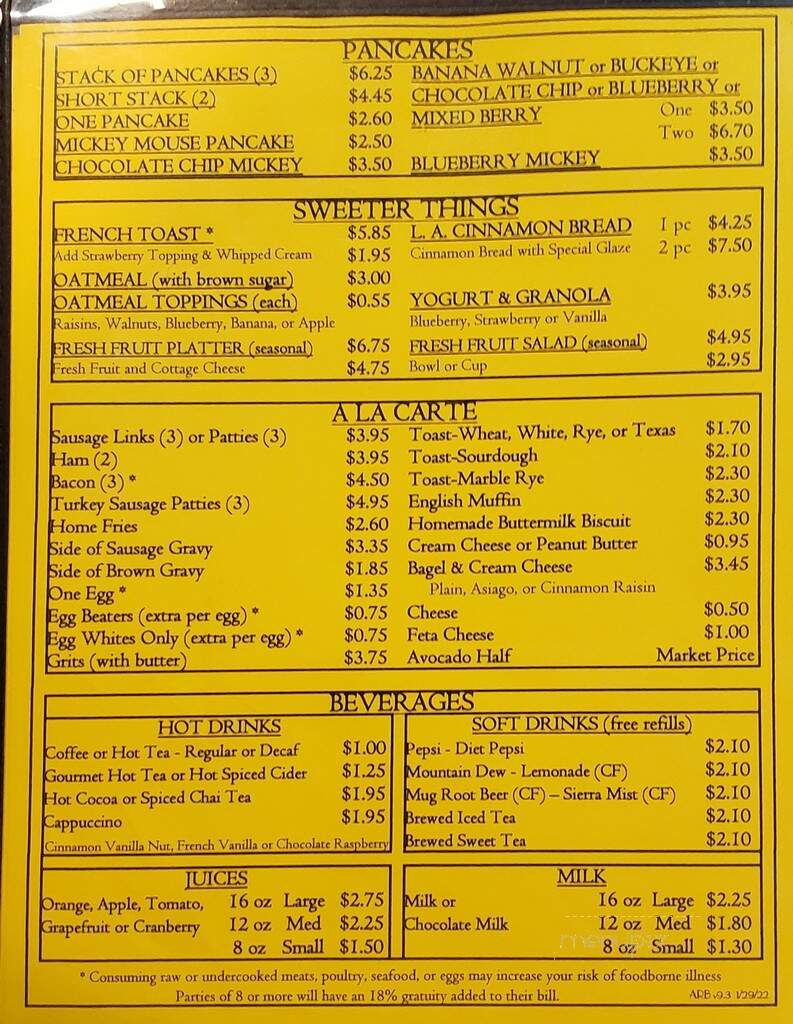 PANCAKES
STACK OF PANCAKES (3) $6.25
SHORT STACK (2) $4.45
ONE PANCAKE $2.60
MICKEY MOUSE PANCAKE $2.50
CHOCOLATE CHIP MICKEY $3.50
BANANA WALNUT or BUCKEYE or
CHOCOLATE CHIP or BLUEBERRY or
MIXED BERRY One $3.50
Two $6.70
BLUEBERRY MICKEY $3.50
SWEETER THINGS
FRENCH TOAST * $5.85
Add Strawberry Topping & Whipped Cream $1.95
OATMEAL (with brown sugar) $3.00
OATMEAL TOPPINGS (each) $0.55
Raisins, Walnuts, Blueberry, Banana, or Apple
FRESH FRUIT PLATTER (seasonal) $6.75
Fresh Fruit and Cottage Cheese $4.75
L. A. CINNAMON BREAD 1 pc $4.25
Cinnamon Bread with Special Glaze 2 pc $7.50
YOGURT & GRANOLA $3.95
Blueberry, Strawberry or Vanilla
FRESH FRUIT SALAD (seasonal) $4.95
Bowl or Cup $2.95
A LA CARTE
Sausage Links (3) or Patties (3) $3.95
Ham (2) $3.95
Bacon (3) * $4.50
Turkey Sausage Patties (3) $4.95
Home Fries $2.60
Side of Sausage Gravy $3.35
Side of Brown Gravy $1.85
One Egg * $1.35
Egg Beaters (extra per egg) * $0.75
Egg Whites Only (extra per egg) * $0.75
Grits (with butter) $3.75
Toast-Wheat, White, Rye, or Texas $1.70
Toast-Sourdough $2.10
Toast-Marble Rye $2.30
English Muffin $2.30
Homemade Buttermilk Biscuit $2.30
Cream Cheese or Peanut Butter $0.95
Bagel & Cream Cheese $3.45
Plain, Asiago, or Cinnamon Raisin
Cheese $0.50
Feta Cheese $1.00
Avocado Half Market Price
BEVERAGES
HOT DRINKS
Coffee or Hot Tea - Regular or Decaf $1.00
Gourmet Hot Tea or Hot Spiced Cider $1.25
Hot Cocoa or Spiced Chai Tea $1.95
Cappuccino $1.95
Cinnamon Vanilla Nut, French Vanilla or Chocolate Raspberry
SOFT DRINKS (free refills)
Pepsi - Diet Pepsi $2.10
Mountain Dew - Lemonade (CF) $2.10
Mug Root Beer (CF) – Sierra Mist (CF) $2.10
Brewed Iced Tea $2.10
Brewed Sweet Tea $2.10
JUICES
Orange, Apple, Tomato, 16 oz Large $2.75
Grapefruit or Cranberry 12 oz Med $2.25
8 oz Small $1.50
MILK
Milk or 16 oz Large $2.25
Chocolate Milk 12 oz Med $1.80
8 oz Small $1.30
* Consuming raw or undercooked meats, poultry, seafood, or eggs may increase your risk of foodborne illness
Parties of 8 or more will have an 18% gratuity added to their bill.
ARB v9.3 1/29/22